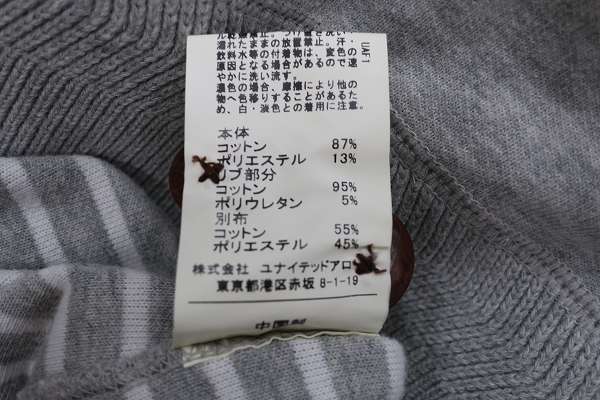 濡れたままの放置禁止。汗・
飲料水等の付着物は、変色の
原因となる場合があるので速
やかに洗い流す。
濃色の場合、摩擦により他の
物へ色移りすることがあるた
め、白・淡色との着用に注意。
UAF1
本体
コットン 87%
ポリエステル 13%
リブ部分
コットン 95%
ポリウレタン 5%
別布
コットン 55%
ポリエステル 45%
株式会社 ユナイテッドアロ
東京都港区赤坂 8-1-19
中国製